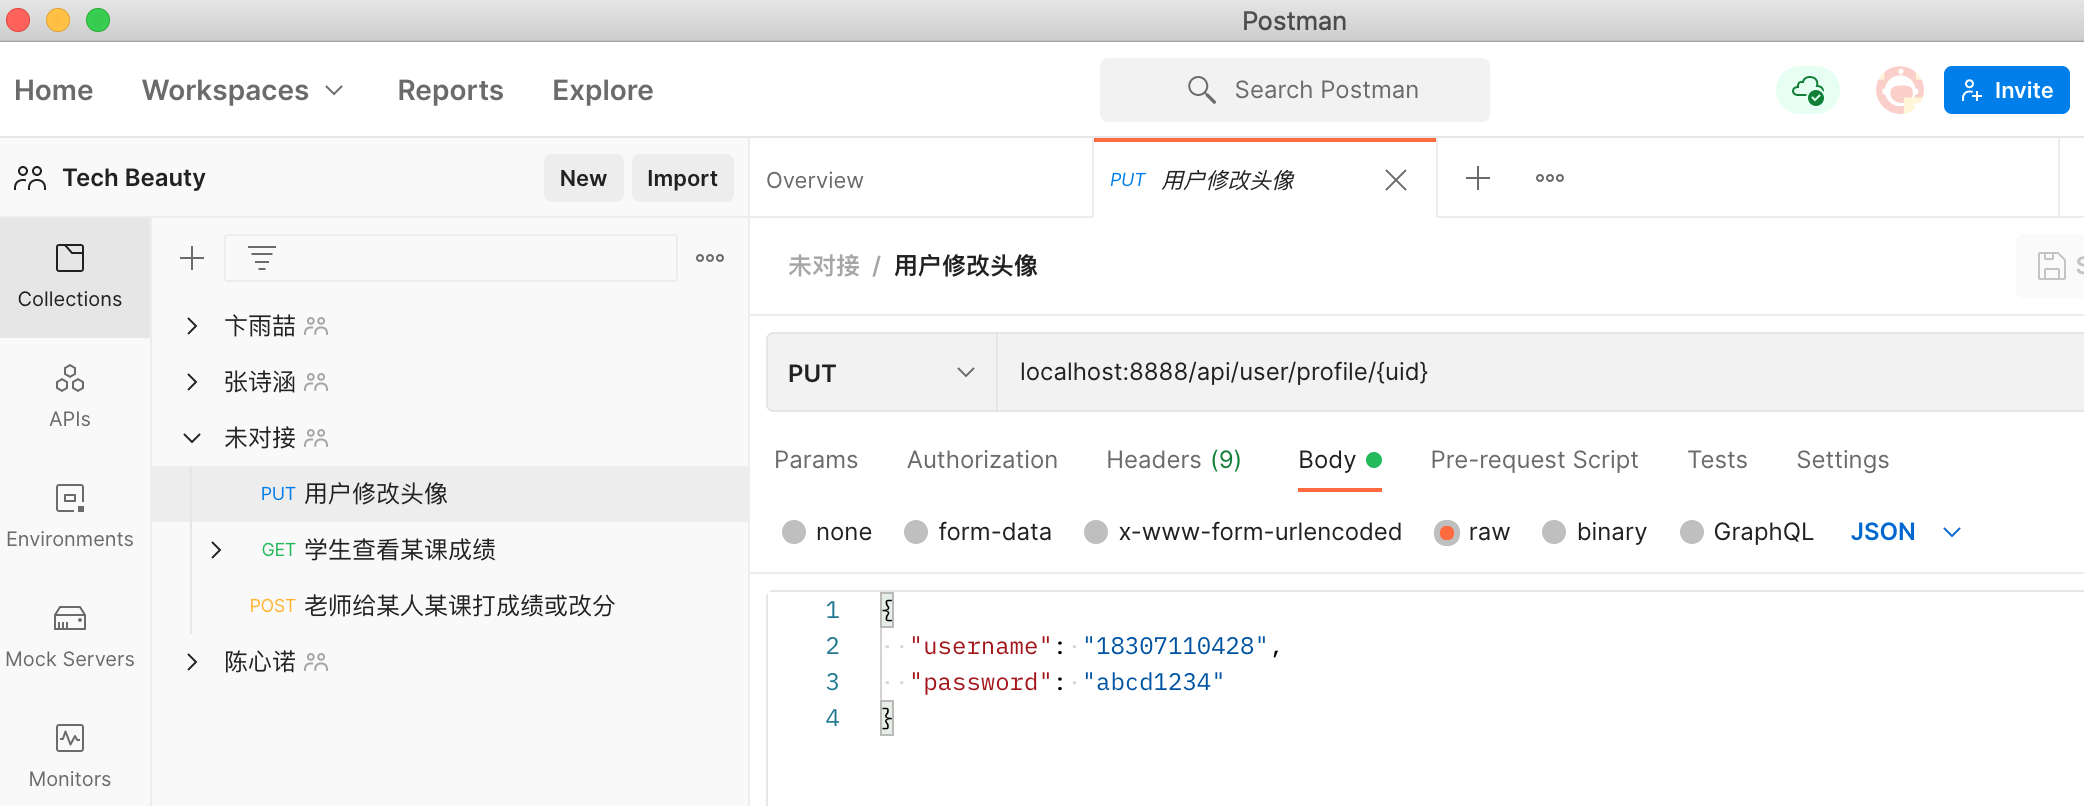 Postman
Home Workspaces Reports Explore Search Postman Invite
Tech Beauty New Import Overview PUT 用户修改头像
Collections
APIs
Environments
Mock Servers
Monitors
卞雨喆
张诗涵
未对接
PUT 用户修改头像
GET 学生查看某课成绩
POST 老师给某人某课打成绩或改分
陈心诺
未对接 / 用户修改头像
PUT localhost:8888/api/user/profile/{uid}
Params Authorization Headers (9) Body Pre-request Script Tests Settings
none form-data x-www-form-urlencoded raw binary GraphQL JSON
1 {
2 "username": "18307110428",
3 "password": "abcd1234"
4 }